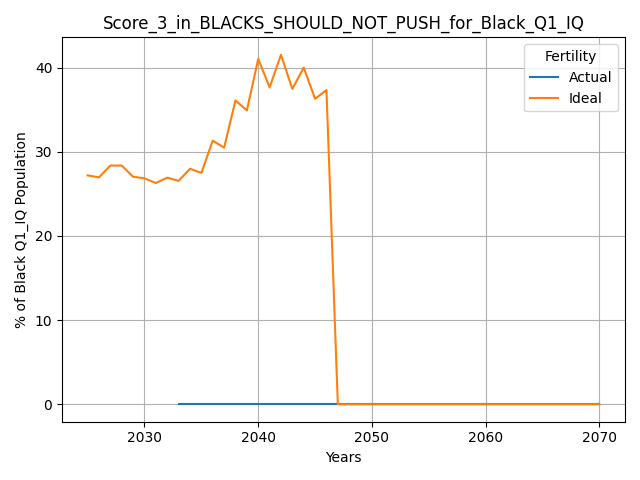 Score_3_in_BLACKS_SHOULD_NOT_PUSH_for_Black_Q1_IQ
Fertility
Actual
Ideal
% of Black Q1_IQ Population
40
30
20
10
0
2030 2040 2050 2060 2070
Years